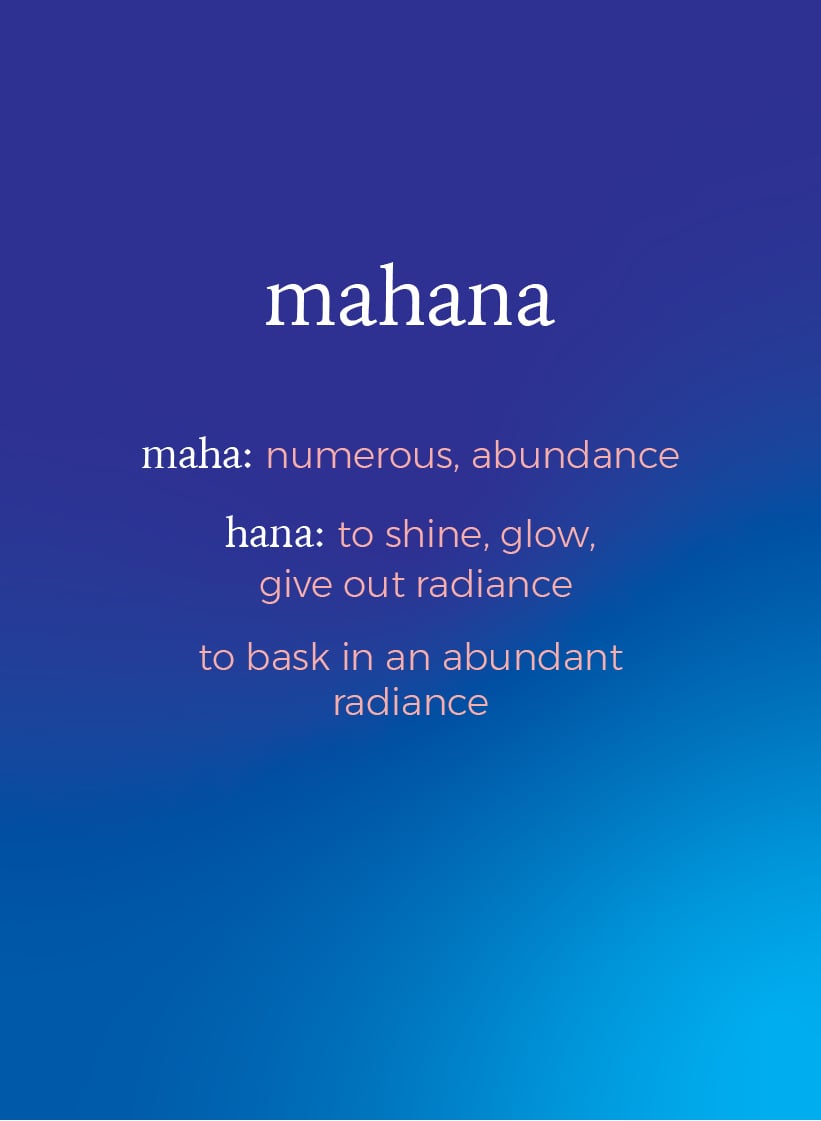 mahana
maha: numerous, abundance
hana: to shine, glow,
give out radiance
to bask in an abundant
radiance